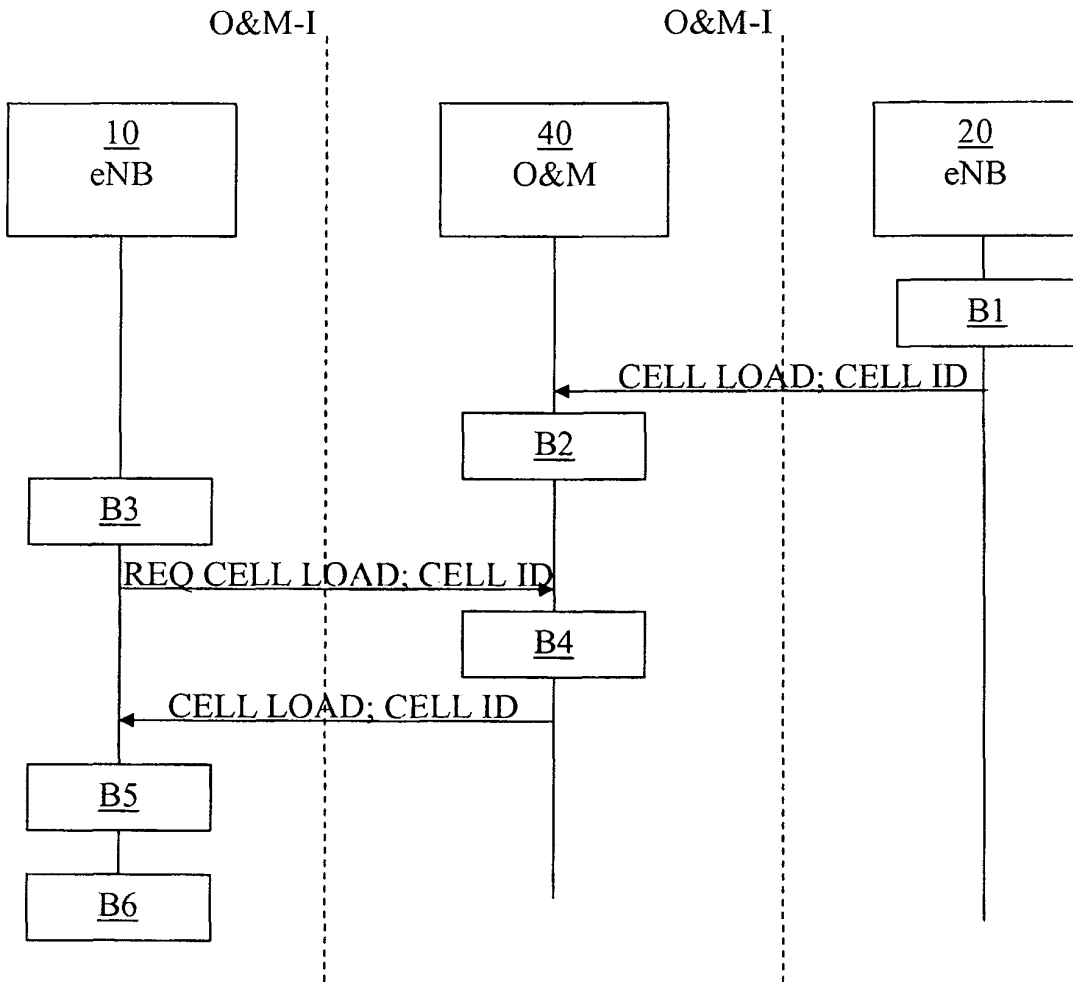 O&M-I
O&M-I
10
eNB
40
O&M
20
eNB
B1
CELL LOAD; CELL ID
B2
B3
REQ CELL LOAD; CELL ID
B4
CELL LOAD; CELL ID
B5
B6